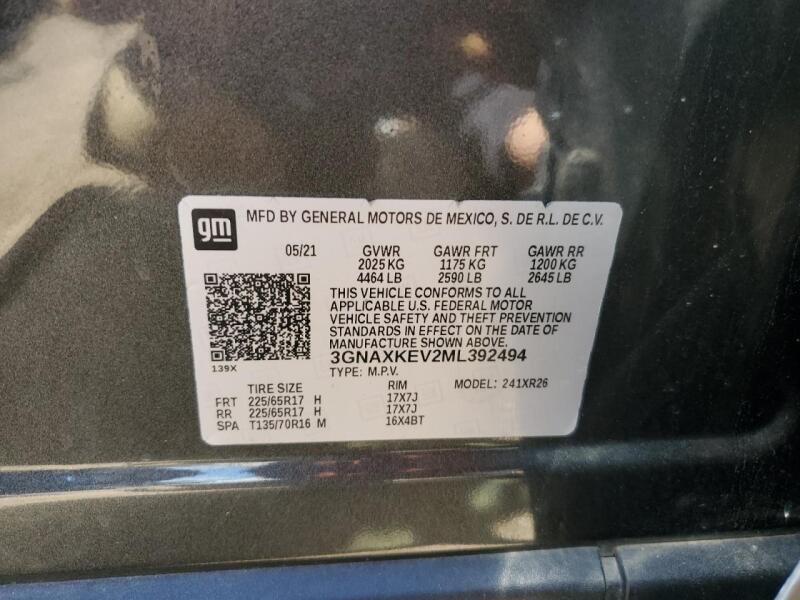 gm MFD BY GENERAL MOTORS DE MEXICO, S. DE R.L. DE C.V.
05/21 GVWR GAWR FRT GAWR RR
2025 KG 1175 KG 1200 KG
4464 LB 2590 LB 2645 LB
THIS VEHICLE CONFORMS TO ALL
APPLICABLE U.S. FEDERAL MOTOR
VEHICLE SAFETY AND THEFT PREVENTION
STANDARDS IN EFFECT ON THE DATE OF
MANUFACTURE SHOWN ABOVE.
3GNAXKEV2ML392494
139X
TYPE: M.P.V.
TIRE SIZE RIM MODEL: 241XR26
FRT 225/65R17 H 17X7J
RR 225/65R17 H 17X7J
SPA T135/70R16 M 16X4BT